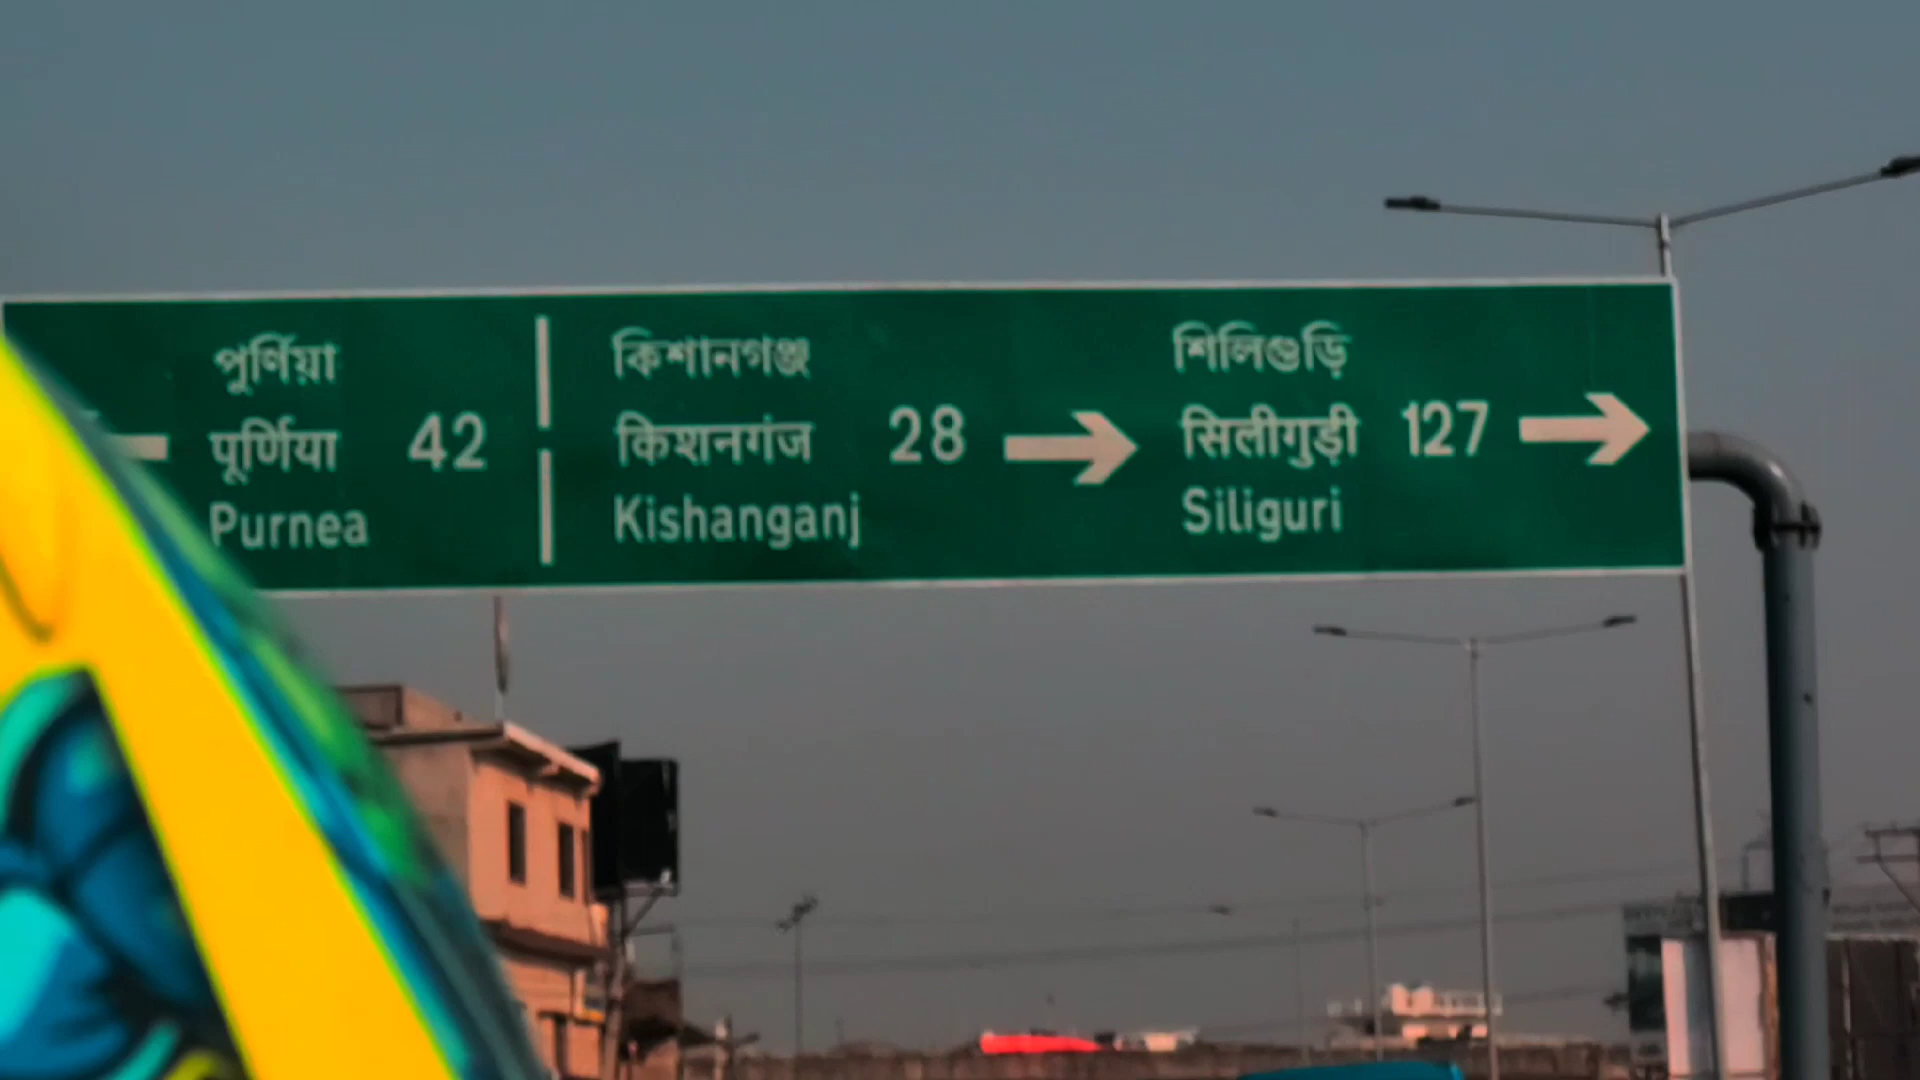 পুর্ণিয়া
पूर्णिया 42
Purnea
কিশানগঞ্জ
किशनगंज 28
Kishanganj
শিলিগুড়ি
सिलीगुड़ी 127
Siliguri